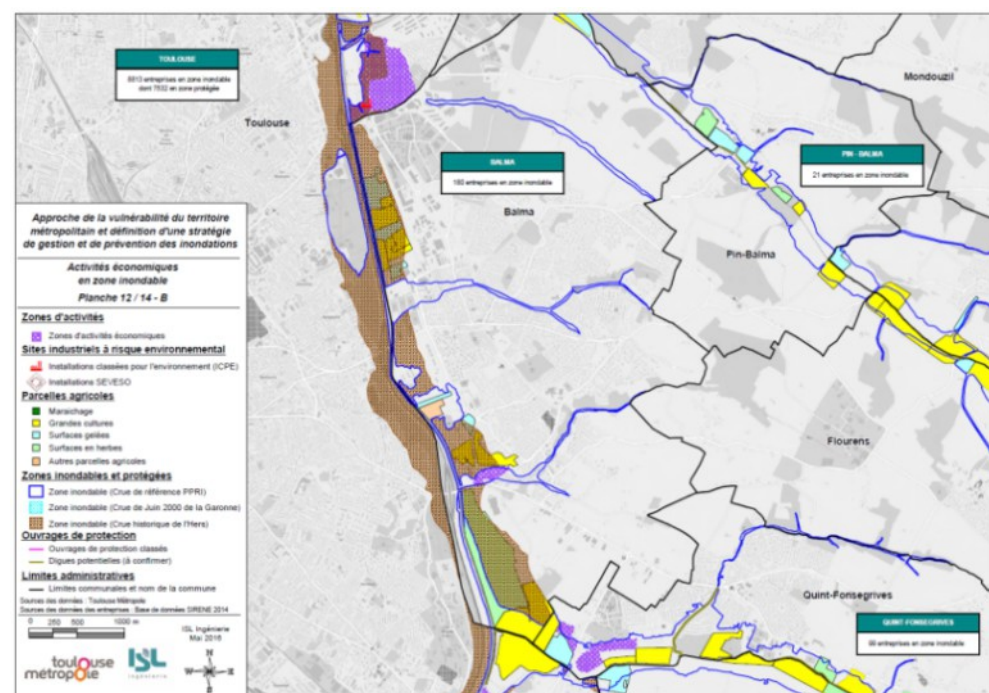 TOULOUSE
8813 entreprises en zone inondable
dont 7532 en zone protégée
Toulouse
BALMA
180 entreprises en zone inondable
Balma
Mondouzil
PIN - BALMA
21 entreprises en zone inondable
Pin-Balma
Flourens
Quint-Fonsegrives
QUINT-FONSEGRIVES
98 entreprises en zone inondable
Approche de la vulnérabilité du territoire
métropolitain et définition d'une stratégie
de gestion et de prévention des inondations
Activités économiques
en zone inondable
Planche 12 / 14 - B
Zones d'activités
Zones d'activités économiques
Sites industriels à risque environnemental
Installations classées pour l'environnement (ICPE)
Installations SEVESO
Parcelles agricoles
Maraichage
Grandes cultures
Surfaces gelées
Surfaces en herbes
Autres parcelles agricoles
Zones inondables et protégées
Zone inondable (Crue de référence PPRI)
Zone inondable (Crue de Juin 2000 de la Garonne)
Zone inondable (Crue historique de l'Hers)
Ouvrages de protection
Ouvrages de protection classés
Digues potentielles (à confirmer)
Limites administratives
Limites communales et nom de la commune
Sources des données : Toulouse Métropole
Sources des données des entreprises : Base de données SIRENE 2014
0 250 500 1000 m
ISL Ingénierie
Mai 2016
toulouse
métropole
ISL
Ingénierie
N
W E
S